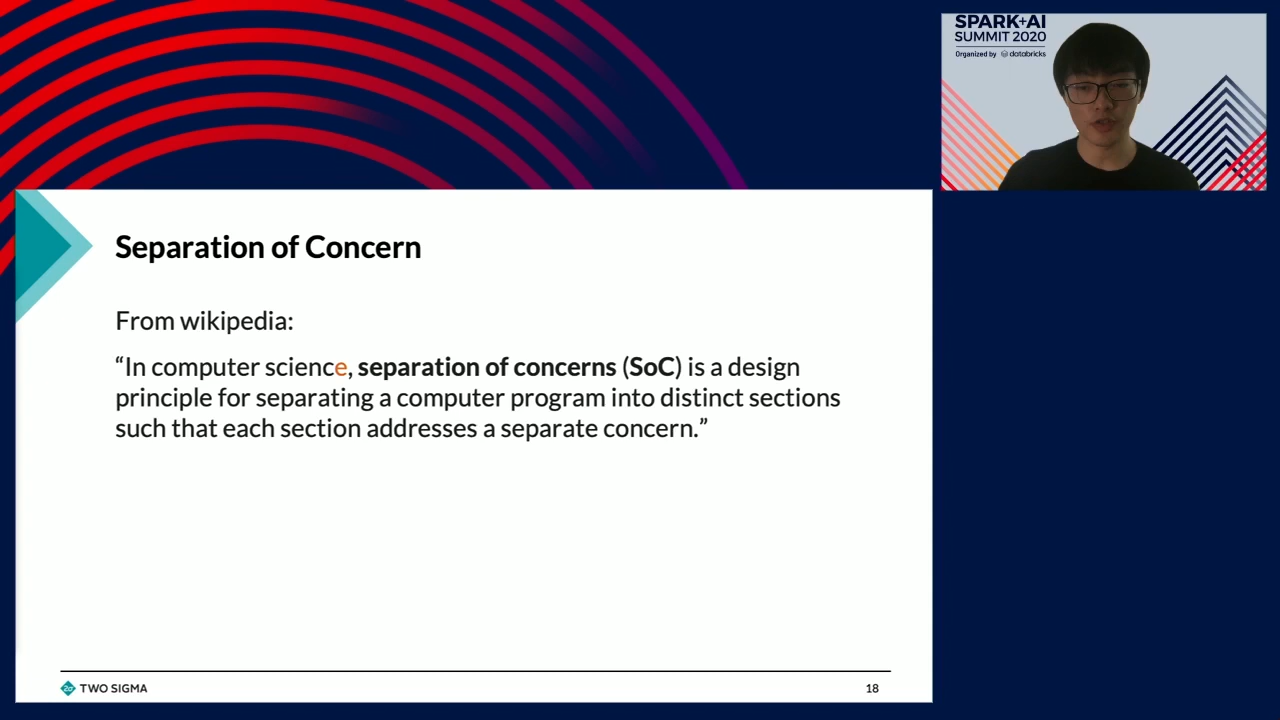 SPARK+AI
SUMMIT 2020
Organized by databricks
Separation of Concern
From wikipedia:
“In computer science, separation of concerns (SoC) is a design
principle for separating a computer program into distinct sections
such that each section addresses a separate concern.”
2σ TWO SIGMA
18